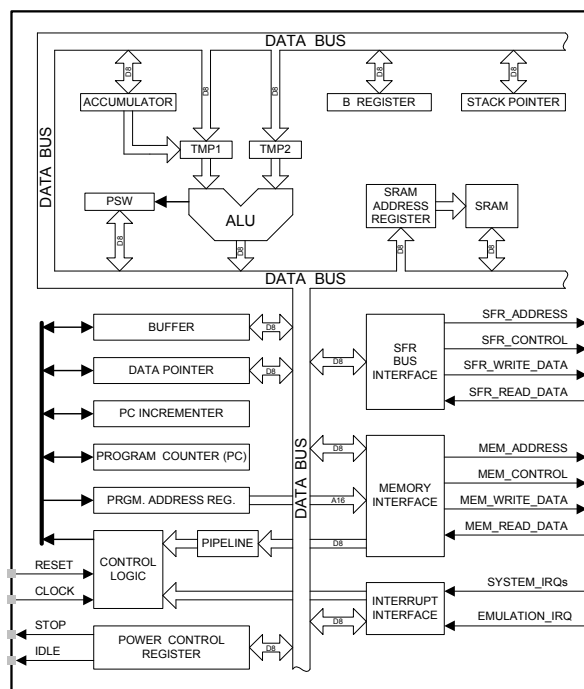 DATA BUS
D8
D8
D8
D8
D8
ACCUMULATOR
B REGISTER
STACK POINTER
DATA BUS
TMP1
TMP2
PSW
ALU
SRAM ADDRESS REGISTER
SRAM
D8
D8
D8
D8
DATA BUS
BUFFER
D8
SFR BUS INTERFACE
SFR_ADDRESS
SFR_CONTROL
SFR_WRITE_DATA
SFR_READ_DATA
D8
DATA POINTER
D8
PC INCREMENTER
DATA BUS
PROGRAM COUNTER (PC)
D8
MEMORY INTERFACE
MEM_ADDRESS
MEM_CONTROL
MEM_WRITE_DATA
MEM_READ_DATA
PRGM. ADDRESS REG.
A16
PIPELINE
D8
RESET
CONTROL LOGIC
CLOCK
INTERRUPT INTERFACE
SYSTEM_IRQs
EMULATION_IRQ
D8
STOP
POWER CONTROL REGISTER
D8
IDLE